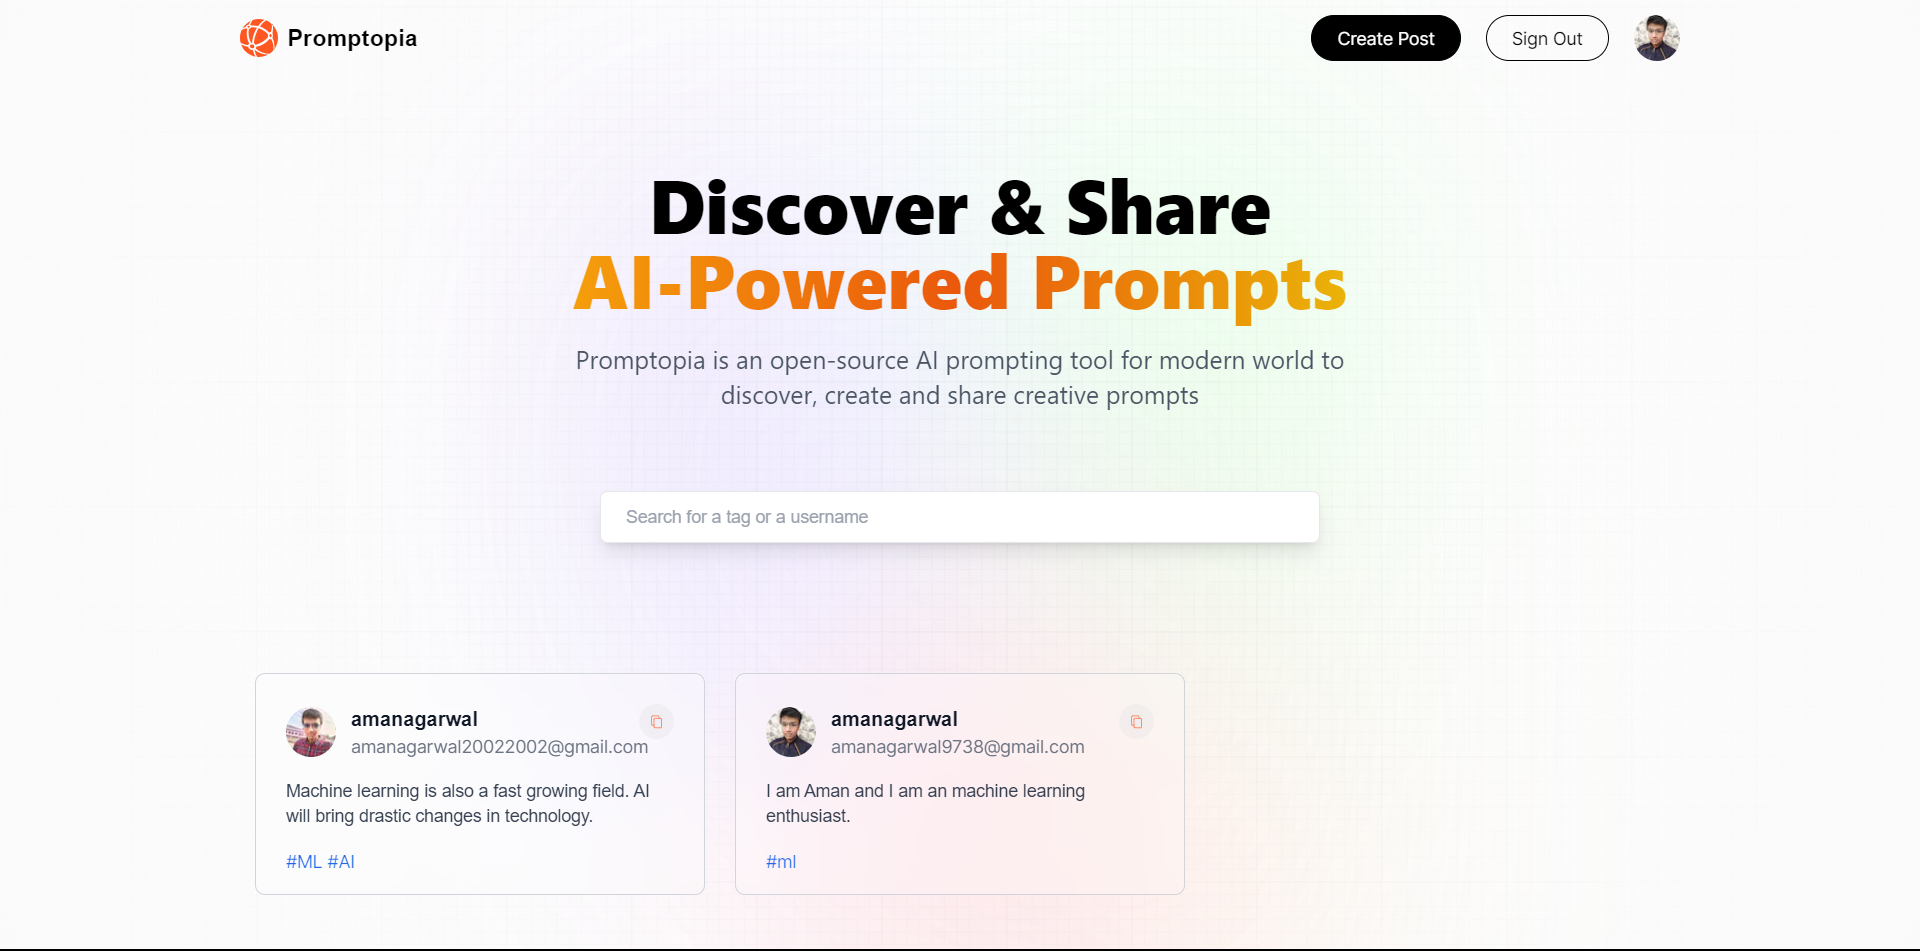 Promptopia
Create Post
Sign Out
Discover & Share
AI-Powered Prompts
Promptopia is an open-source AI prompting tool for modern world to
discover, create and share creative prompts
Search for a tag or a username
amanagarwal
amanagarwal20022002@gmail.com
Machine learning is also a fast growing field. AI
will bring drastic changes in technology.
#ML #AI
amanagarwal
amanagarwal9738@gmail.com
I am Aman and I am an machine learning
enthusiast.
#ml